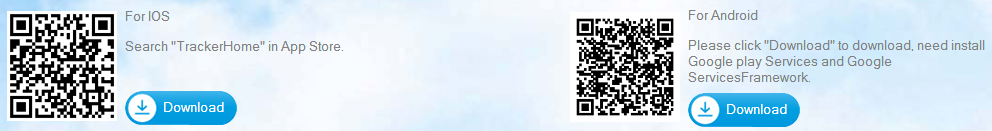 For IOS
Search "TrackerHome" in App Store.
Download
For Android
Please click "Download" to download, need install
Google play Services and Google
ServicesFramework.
Download